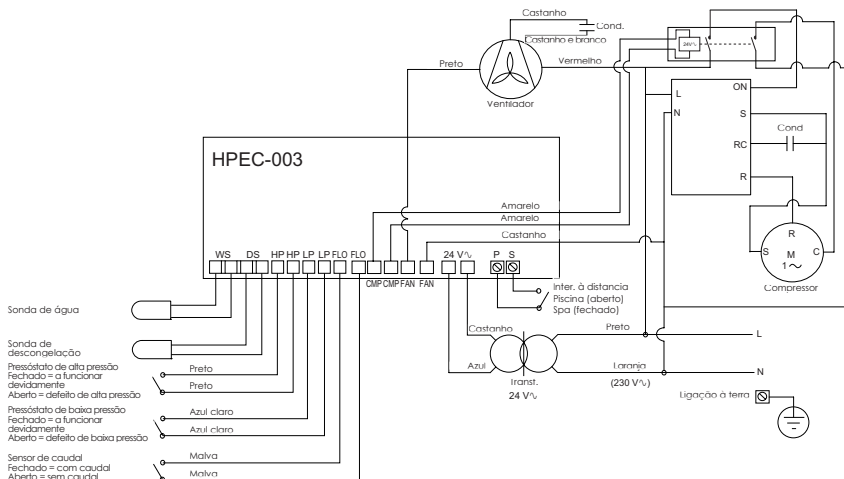 Castanho
Cond.
Castanho e branco
24V∿
Preto
Vermelho
Ventilador
L
N
ON
S
RC
R
Cond
HPEC-003
Amarelo
Amarelo
Castanho
R
S
M
C
1∿
Compressor
WS DS HP HP LP LP FLO FLO
CMP CMP FAN FAN
24 V∿
P S
Inter. à distancia
Piscina (aberto)
Spa (fechado)
Sonda de água
Castanho
Preto
L
Sonda de
descongelação
Azul
Transt.
24 V∿
Laranja
(230 V∿)
N
Pressóstato de alta pressão
Fechado = a funcionar
devidamente
Aberto = defeito de alta pressão
Preto
Preto
Ligação à terra
Pressóstato de baixa pressão
Fechado = a funcionar
devidamente
Aberto = defeito de baixa pressão
Azul claro
Azul claro
Sensor de caudal
Fechado = com caudal
Aberto = sem caudal
Malva
Malva